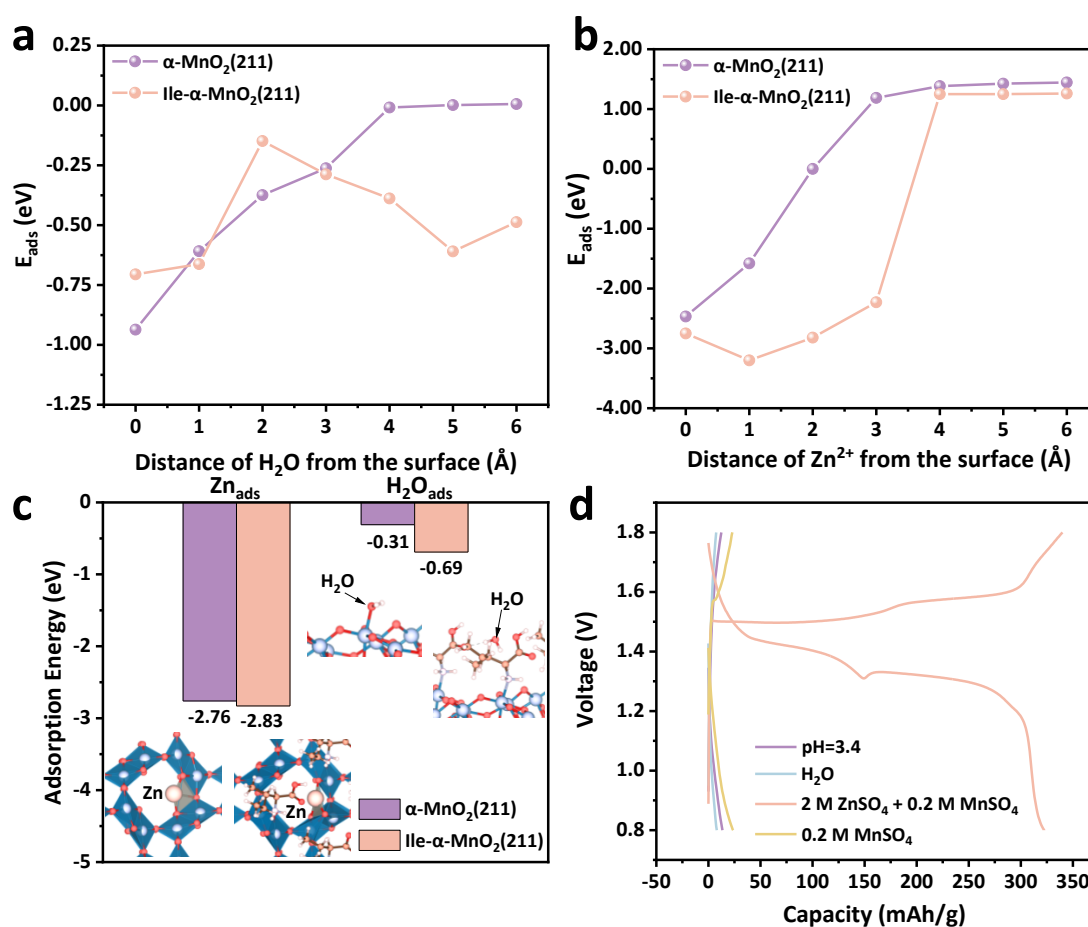 a
0.25
0.00
-0.25
-0.50
-0.75
-1.00
-1.25
E_ads (eV)
α-MnO₂(211)
Ile-α-MnO₂(211)
0 1 2 3 4 5 6
Distance of H₂O from the surface (Å)
b
2.00
1.00
0.00
-1.00
-2.00
-3.00
-4.00
E_ads (eV)
α-MnO₂(211)
Ile-α-MnO₂(211)
0 1 2 3 4 5 6
Distance of Zn²⁺ from the surface (Å)
c
Zn_ads
H₂O_ads
0
-1
-2
-3
-4
-5
Adsorption Energy (eV)
-0.31
-0.69
H₂O
H₂O
-2.76
-2.83
Zn
Zn
α-MnO₂(211)
Ile-α-MnO₂(211)
d
1.8
1.6
1.4
1.2
1.0
0.8
Voltage (V)
pH=3.4
H₂O
2 M ZnSO₄ + 0.2 M MnSO₄
0.2 M MnSO₄
-50 0 50 100 150 200 250 300 350
Capacity (mAh/g)